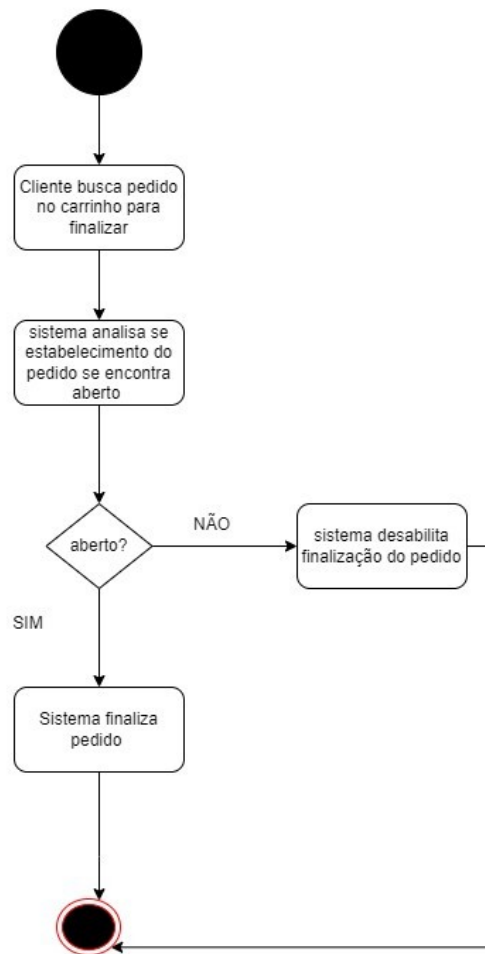 Cliente busca pedido
no carrinho para
finalizar
sistema analisa se
estabelecimento do
pedido se encontra
aberto
aberto?
NÃO
sistema desabilita
finalização do pedido
SIM
Sistema finaliza
pedido